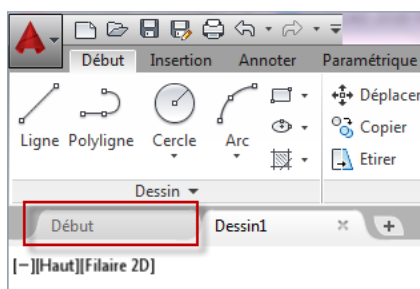 Début Insertion Annoter Paramétrique
Déplacer
Copier
Etirer
Ligne Polyligne Cercle Arc
Dessin
Début Dessin1
[−][Haut][Filaire 2D]